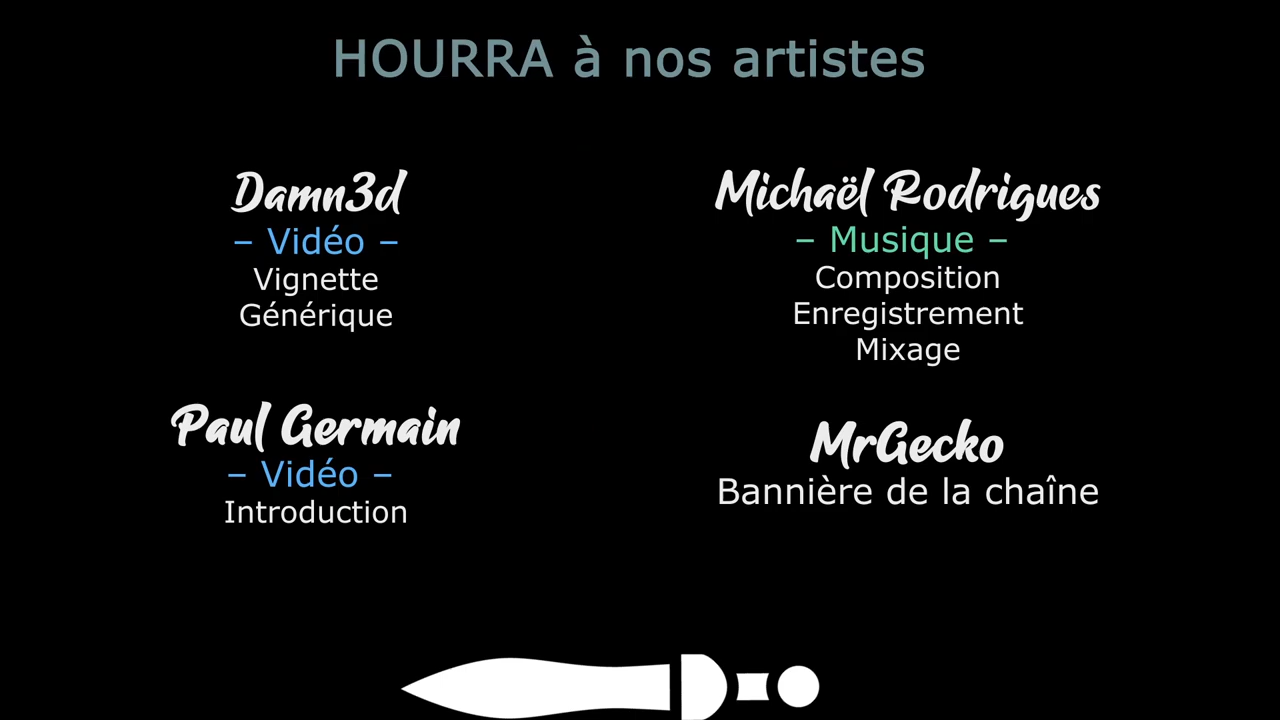 HOURRA à nos artistes
Damn3d
– Vidéo –
Vignette
Générique
Michaël Rodrigues
– Musique –
Composition
Enregistrement
Mixage
Paul Germain
– Vidéo –
Introduction
MrGecko
Bannière de la chaîne